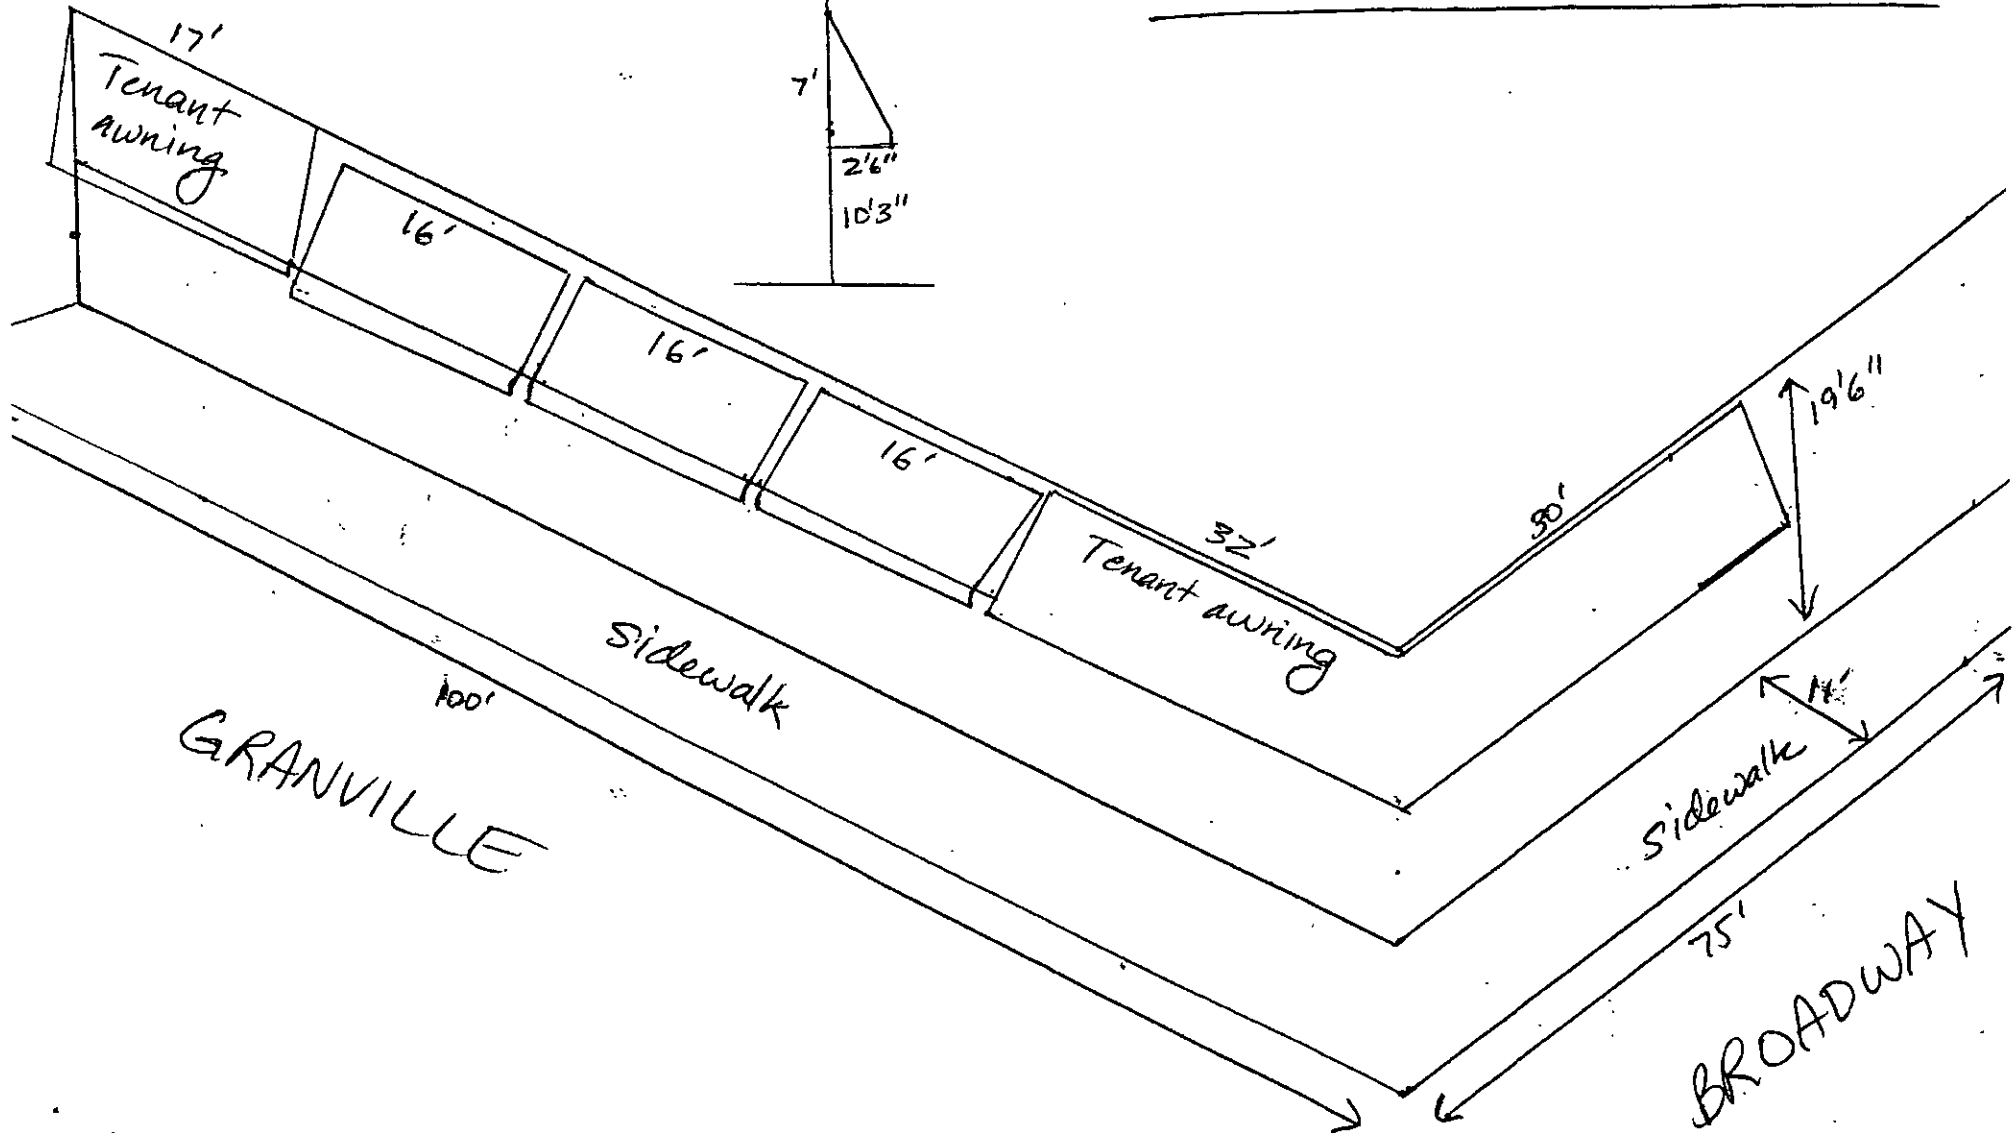 17'
Tenant
awning
7'
2'6"
10'3"
16'
16'
16'
32'
Tenant awning
30'
19'6"
sidewalk
100'
GRANVILLE
sidewalk
75'
BROADWAY